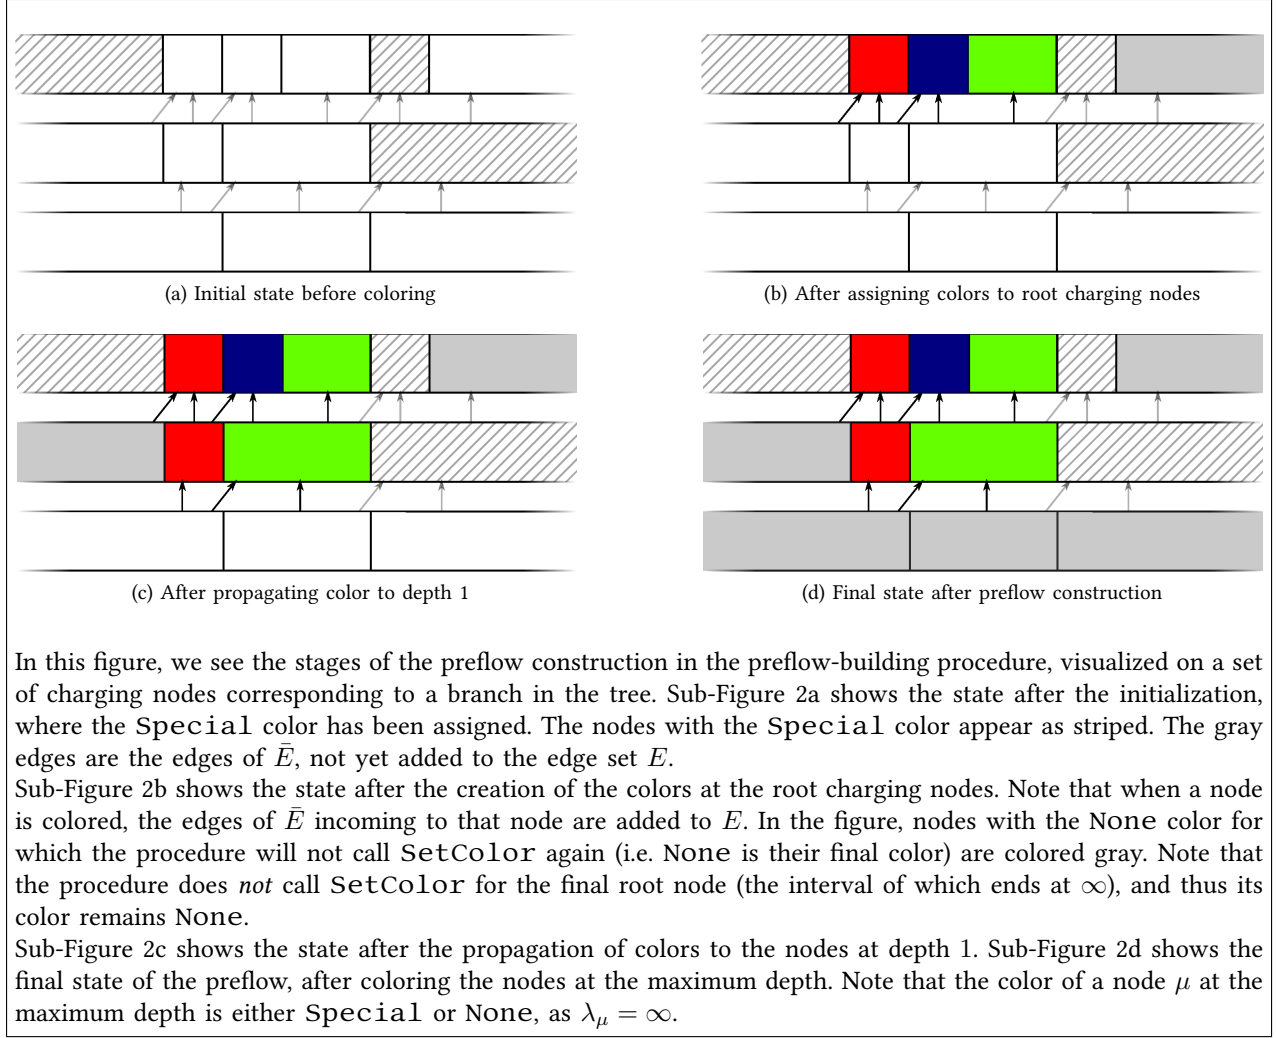 (a) Initial state before coloring
(b) After assigning colors to root charging nodes
(c) After propagating color to depth 1
(d) Final state after preflow construction
In this figure, we see the stages of the preflow construction in the preflow-building procedure, visualized on a set
of charging nodes corresponding to a branch in the tree. Sub-Figure 2a shows the state after the initialization,
where the Special color has been assigned. The nodes with the Special color appear as striped. The gray
edges are the edges of Ē, not yet added to the edge set E.
Sub-Figure 2b shows the state after the creation of the colors at the root charging nodes. Note that when a node
is colored, the edges of Ē incoming to that node are added to E. In the figure, nodes with the None color for
which the procedure will not call SetColor again (i.e. None is their final color) are colored gray. Note that
the procedure does not call SetColor for the final root node (the interval of which ends at ∞), and thus its
color remains None.
Sub-Figure 2c shows the state after the propagation of colors to the nodes at depth 1. Sub-Figure 2d shows the
final state of the preflow, after coloring the nodes at the maximum depth. Note that the color of a node μ at the
maximum depth is either Special or None, as λμ = ∞.